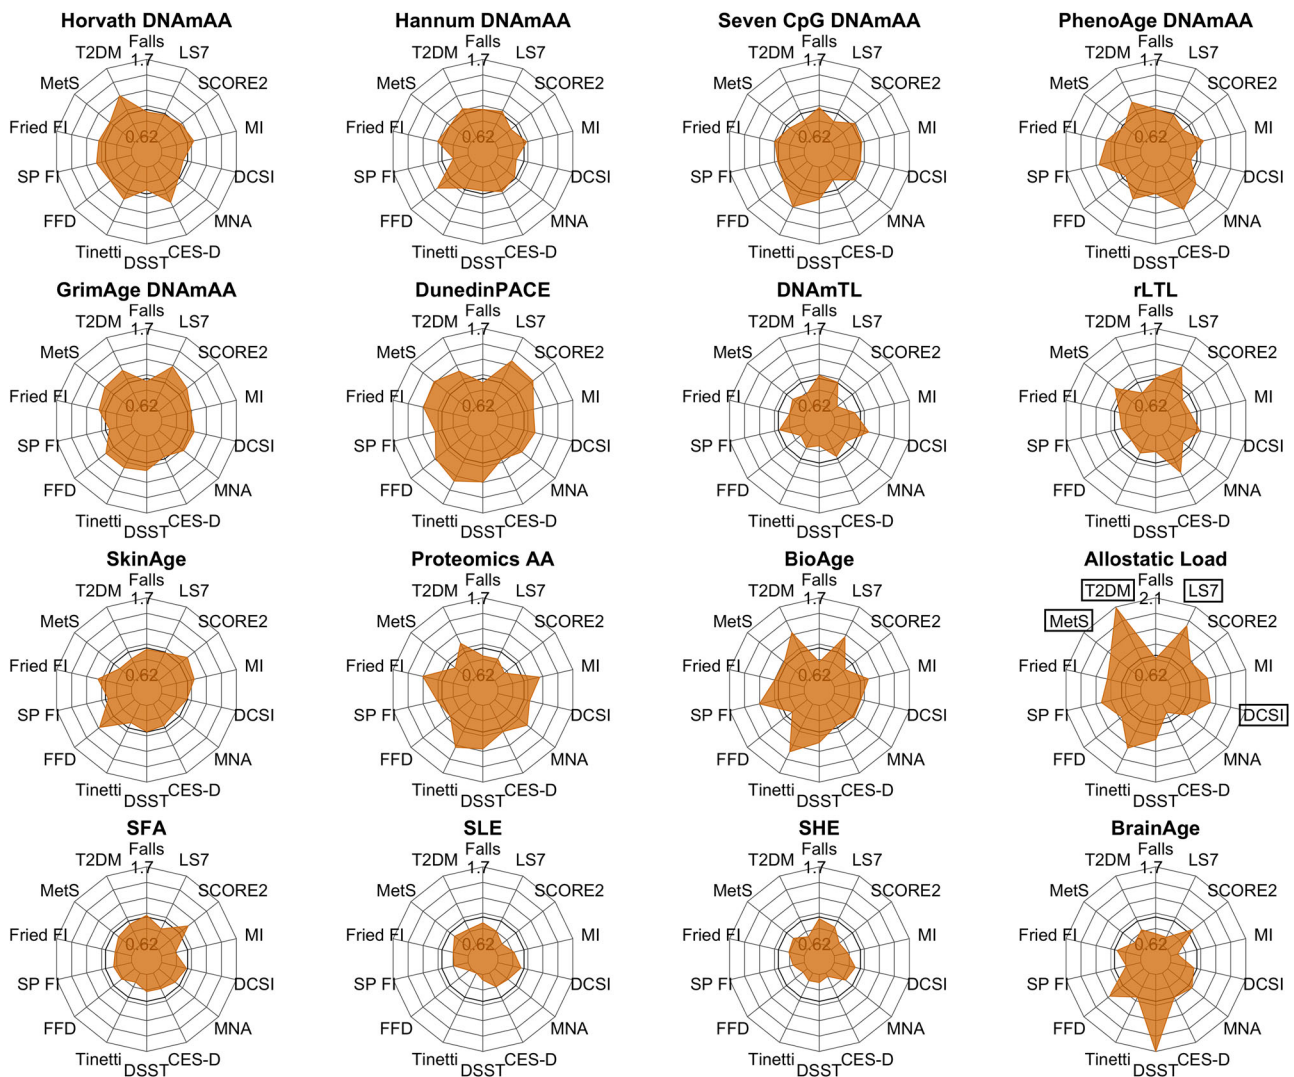 Horvath DNAmAA
Falls
1.7
LS7
SCORE2
MI
DCSI
MNA
CES-D
DSST
Tinetti
FFD
SP FI
Fried FI
MetS
T2DM
0.62
Hannum DNAmAA
Falls
1.7
LS7
SCORE2
MI
DCSI
MNA
CES-D
DSST
Tinetti
FFD
SP FI
Fried FI
MetS
T2DM
0.62
Seven CpG DNAmAA
Falls
1.7
LS7
SCORE2
MI
DCSI
MNA
CES-D
DSST
Tinetti
FFD
SP FI
Fried FI
MetS
T2DM
0.62
PhenoAge DNAmAA
Falls
1.7
LS7
SCORE2
MI
DCSI
MNA
CES-D
DSST
Tinetti
FFD
SP FI
Fried FI
MetS
T2DM
0.62
GrimAge DNAmAA
Falls
1.7
LS7
SCORE2
MI
DCSI
MNA
CES-D
DSST
Tinetti
FFD
SP FI
Fried FI
MetS
T2DM
0.62
DunedinPACE
Falls
1.7
LS7
SCORE2
MI
DCSI
MNA
CES-D
DSST
Tinetti
FFD
SP FI
Fried FI
MetS
T2DM
0.62
DNAmTL
Falls
1.7
LS7
SCORE2
MI
DCSI
MNA
CES-D
DSST
Tinetti
FFD
SP FI
Fried FI
MetS
T2DM
0.62
rLTL
Falls
1.7
LS7
SCORE2
MI
DCSI
MNA
CES-D
DSST
Tinetti
FFD
SP FI
Fried FI
MetS
T2DM
0.62
SkinAge
Falls
1.7
LS7
SCORE2
MI
DCSI
MNA
CES-D
DSST
Tinetti
FFD
SP FI
Fried FI
MetS
T2DM
0.62
Proteomics AA
Falls
1.7
LS7
SCORE2
MI
DCSI
MNA
CES-D
DSST
Tinetti
FFD
SP FI
Fried FI
MetS
T2DM
0.62
BioAge
Falls
1.7
LS7
SCORE2
MI
DCSI
MNA
CES-D
DSST
Tinetti
FFD
SP FI
Fried FI
MetS
T2DM
0.62
Allostatic Load
Falls
2.1
LS7
SCORE2
MI
DCSI
MNA
CES-D
DSST
Tinetti
FFD
SP FI
Fried FI
MetS
T2DM
0.62
SFA
Falls
1.7
LS7
SCORE2
MI
DCSI
MNA
CES-D
DSST
Tinetti
FFD
SP FI
Fried FI
MetS
T2DM
0.62
SLE
Falls
1.7
LS7
SCORE2
MI
DCSI
MNA
CES-D
DSST
Tinetti
FFD
SP FI
Fried FI
MetS
T2DM
0.62
SHE
Falls
1.7
LS7
SCORE2
MI
DCSI
MNA
CES-D
DSST
Tinetti
FFD
SP FI
Fried FI
MetS
T2DM
0.62
BrainAge
Falls
1.7
LS7
SCORE2
MI
DCSI
MNA
CES-D
DSST
Tinetti
FFD
SP FI
Fried FI
MetS
T2DM
0.62